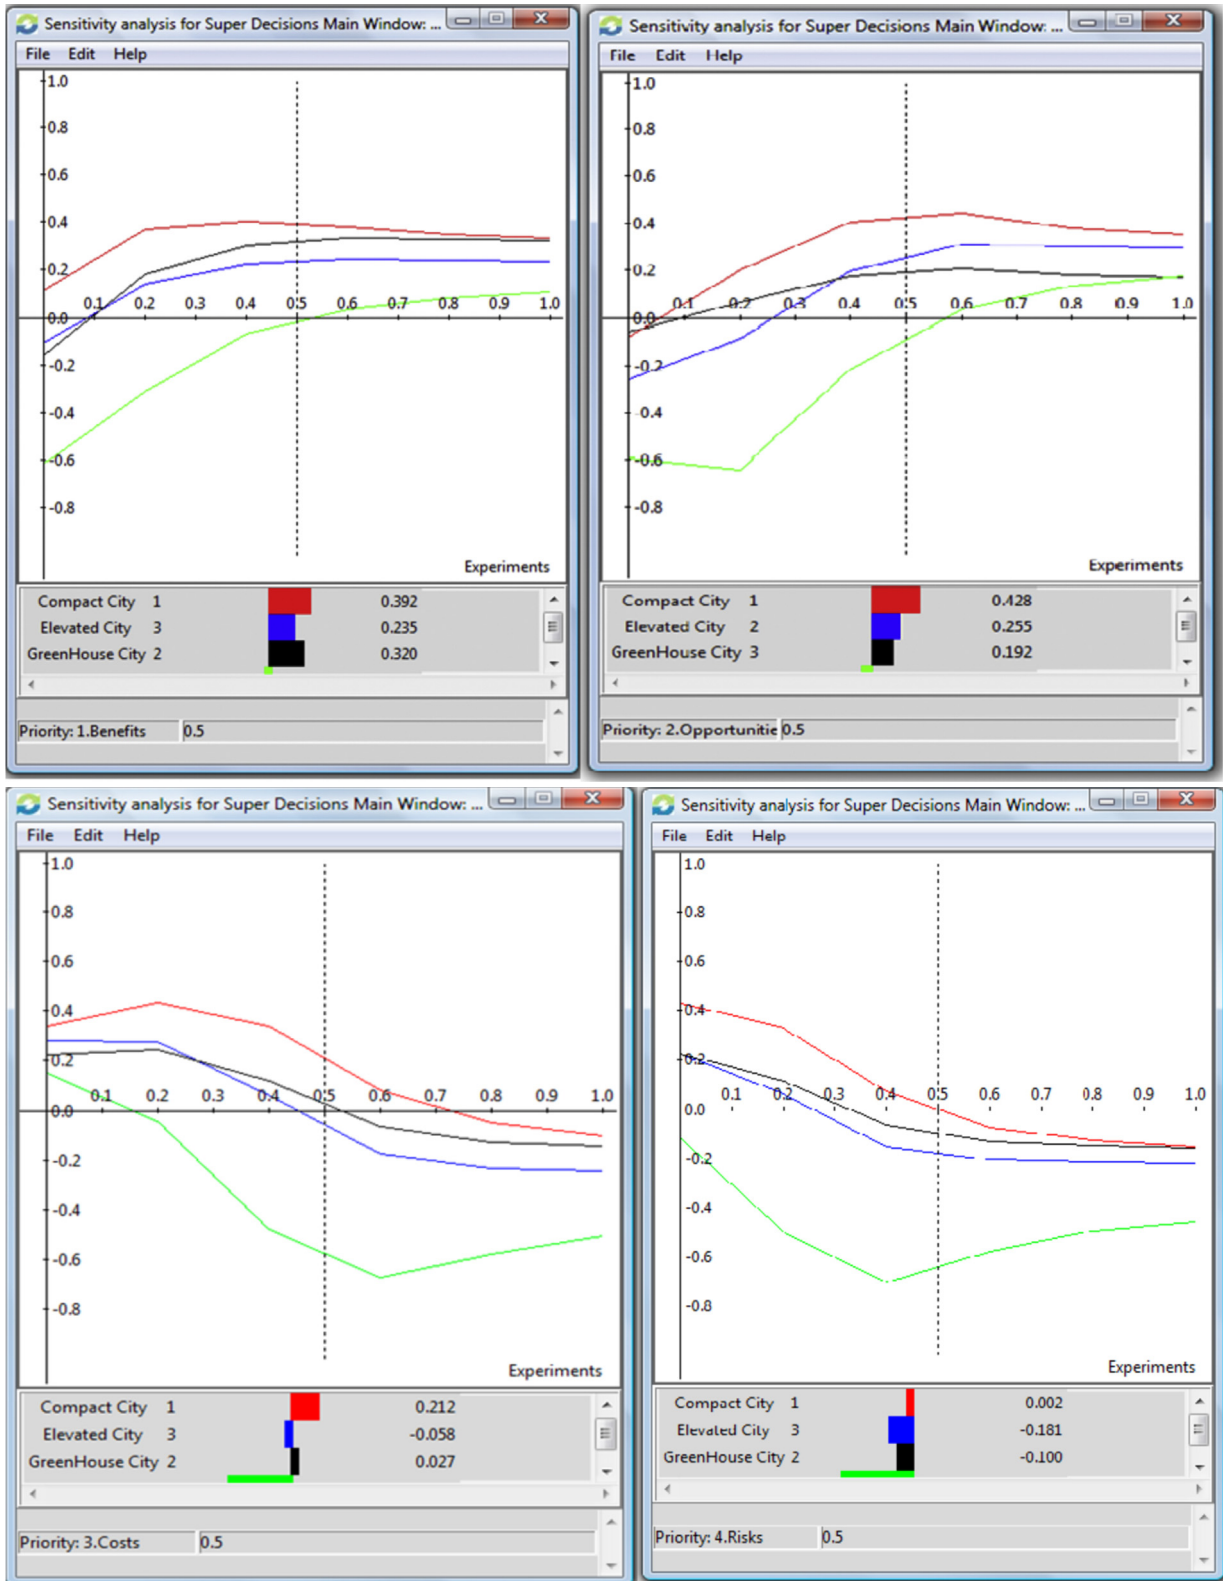 Sensitivity analysis for Super Decisions Main Window: ...
File Edit Help
1.0
0.8
0.6
0.4
0.2
0.1 0.2 0.3 0.4 0.5 0.6 0.7 0.8 0.9 1.0
0.0
-0.2
-0.4
-0.6
-0.8
Experiments
Compact City 1 0.392
Elevated City 3 0.235
GreenHouse City 2 0.320
Priority: 1.Benefits 0.5
Sensitivity analysis for Super Decisions Main Window: ...
File Edit Help
1.0
0.8
0.6
0.4
0.2
0.1 0.2 0.3 0.4 0.5 0.6 0.7 0.8 0.9 1.0
0.0
-0.2
-0.4
-0.6
-0.8
Experiments
Compact City 1 0.428
Elevated City 2 0.255
GreenHouse City 3 0.192
Priority: 2.Opportunitie 0.5
Sensitivity analysis for Super Decisions Main Window: ...
File Edit Help
1.0
0.8
0.6
0.4
0.2
0.1 0.2 0.3 0.4 0.5 0.6 0.7 0.8 0.9 1.0
0.0
-0.2
-0.4
-0.6
-0.8
Experiments
Compact City 1 0.212
Elevated City 3 -0.058
GreenHouse City 2 0.027
Priority: 3.Costs 0.5
Sensitivity analysis for Super Decisions Main Window: ...
File Edit Help
1.0
0.8
0.6
0.4
0.2
0.0 0.1 0.2 0.3 0.4 0.5 0.6 0.7 0.8 0.9 1.0
-0.2
-0.4
-0.6
-0.8
Experiments
Compact City 1 0.002
Elevated City 3 -0.181
GreenHouse City 2 -0.100
Priority: 4.Risks 0.5